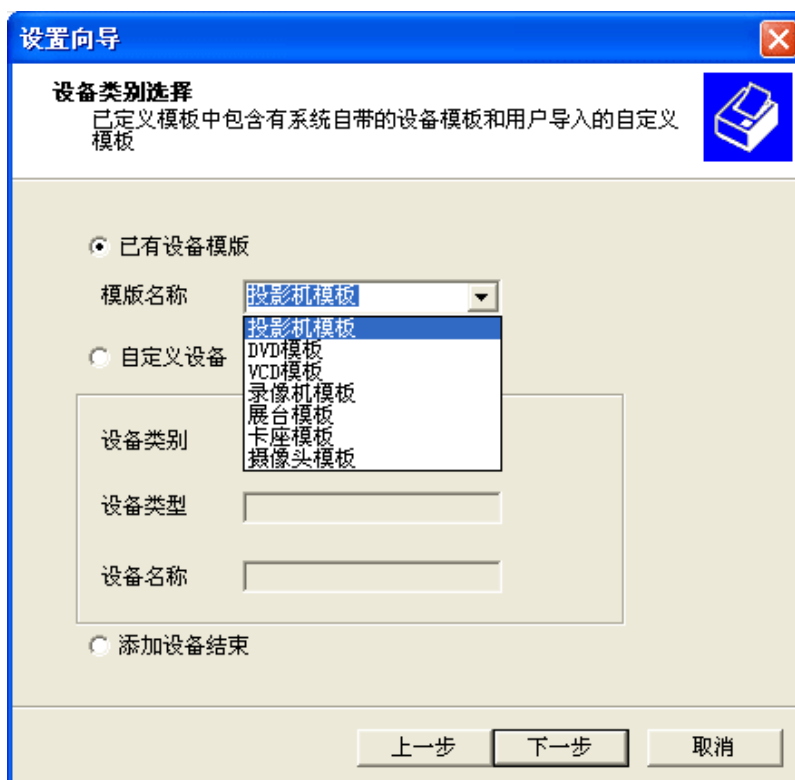 设置向导
设备类别选择
已定义模板中包含有系统自带的设备模板和用户导入的自定义
模板
已有设备模版
模版名称
投影机模板
投影机模板
DVD模板
VCD模板
录像机模板
展台模板
卡座模板
摄像头模板
自定义设备
设备类别
设备类型
设备名称
添加设备结束
上一步
下一步
取消